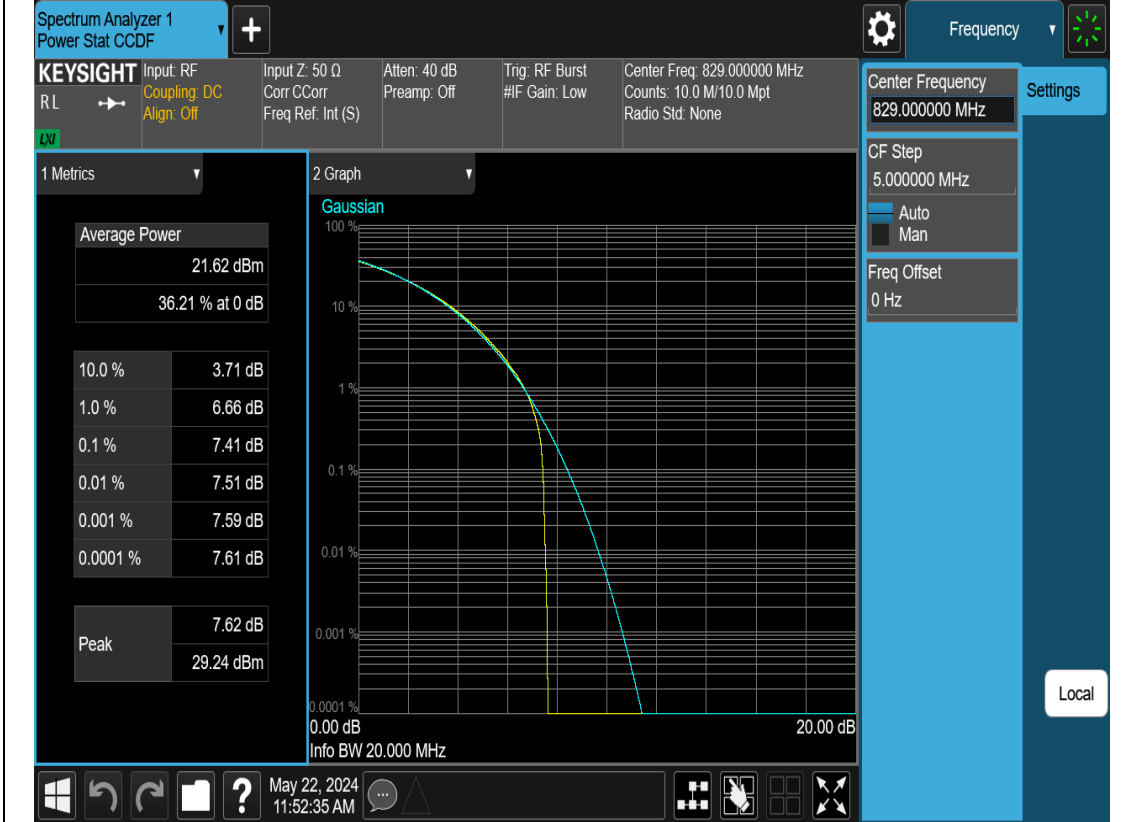 Spectrum Analyzer 1
Power Stat CCDF
+
Frequency
KEYSIGHT
RL
LXI
Input: RF
Coupling: DC
Align: Off
Input Z: 50 Ω
Corr CCorr
Freq Ref: Int (S)
Atten: 40 dB
Preamp: Off
Trig: RF Burst
#IF Gain: Low
Center Freq: 829.000000 MHz
Counts: 10.0 M/10.0 Mpt
Radio Std: None
Center Frequency
829.000000 MHz
Settings
CF Step
5.000000 MHz
Auto
Man
Freq Offset
0 Hz
Local
1 Metrics
Average Power
21.62 dBm
36.21 % at 0 dB
10.0 % 3.71 dB
1.0 % 6.66 dB
0.1 % 7.41 dB
0.01 % 7.51 dB
0.001 % 7.59 dB
0.0001 % 7.61 dB
Peak
7.62 dB
29.24 dBm
2 Graph
Gaussian
100 %
10 %
1 %
0.1 %
0.01 %
0.001 %
0.0001 %
0.00 dB 20.00 dB
Info BW 20.000 MHz
?
May 22, 2024
11:52:35 AM